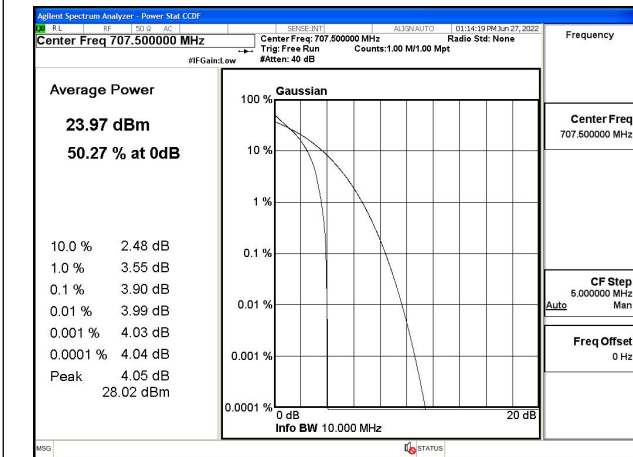 Agilent Spectrum Analyzer - Power Stat CCDF
RL RF 50 Ω AC SENSE:INT ALIGNAUTO 01:14:19 PM Jun 27, 2022
Center Freq 707.500000 MHz
Center Freq: 707.500000 MHz Radio Std: None
Trig: Free Run Counts:1.00 M/1.00 Mpt
#IFGain:Low #Atten: 40 dB
Frequency
Center Freq
707.500000 MHz
CF Step
5.000000 MHz
Auto Man
Freq Offset
0 Hz
Average Power
23.97 dBm
50.27 % at 0dB
10.0 % 2.48 dB
1.0 % 3.55 dB
0.1 % 3.90 dB
0.01 % 3.99 dB
0.001 % 4.03 dB
0.0001 % 4.04 dB
Peak 4.05 dB
28.02 dBm
Gaussian
100 %
10 %
1 %
0.1 %
0.01 %
0.001 %
0.0001 %
0 dB 20 dB
Info BW 10.000 MHz
MSG STATUS